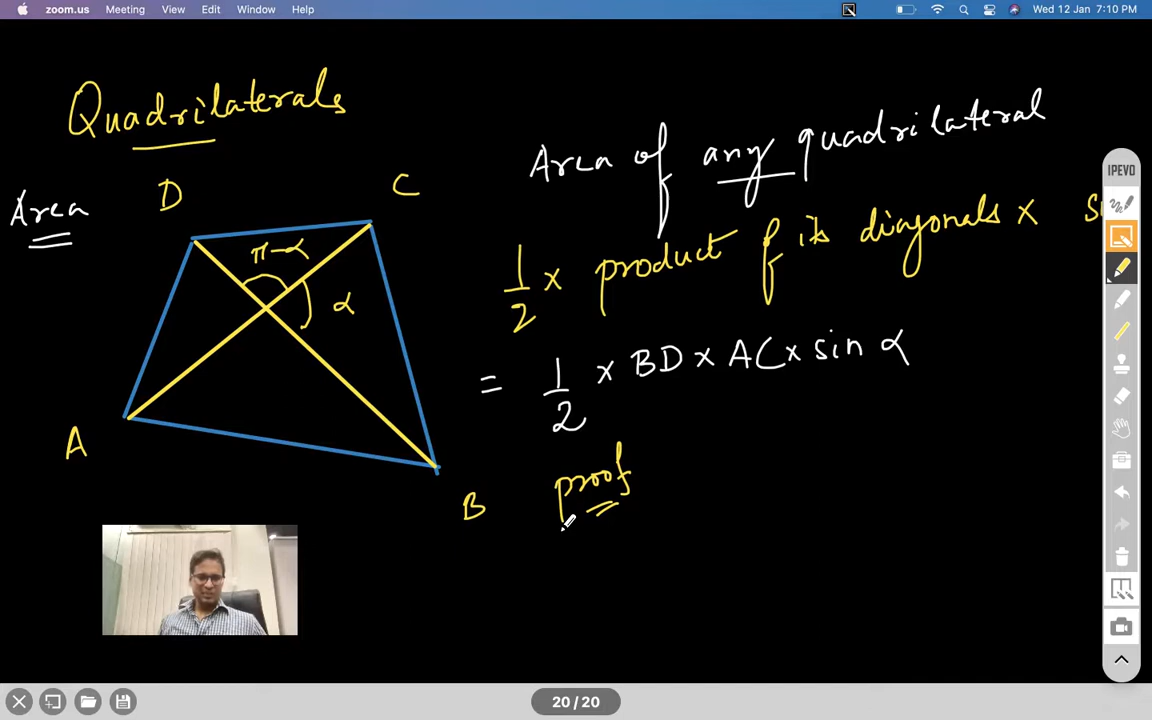 zoom.us Meeting View Edit Window Help Wed 12 Jan 7:10 PM
Quadrilaterals
Area of any quadrilateral
Area
D
C
1/2 × product of its diagonals × S
π-α
α
= 1/2 × BD × AC × sin α
A
proof
B
IPEVO
20 / 20